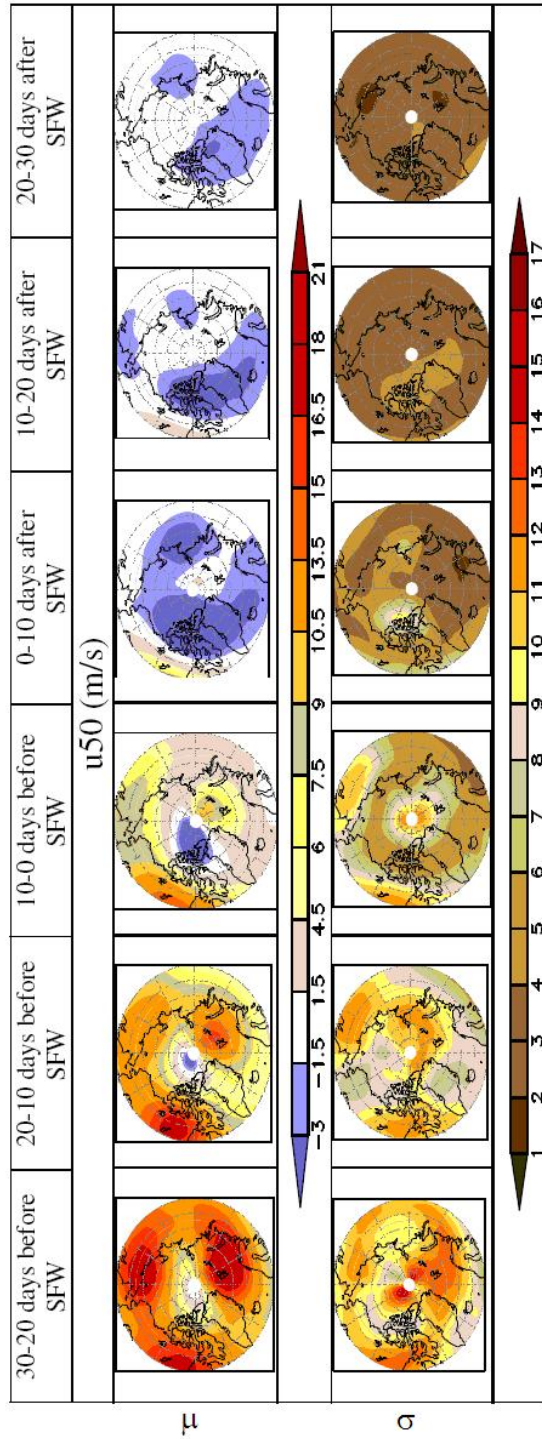 30-20 days before
SFW
20-10 days before
SFW
10-0 days before
SFW
0-10 days after
SFW
10-20 days after
SFW
20-30 days after
SFW
u50 (m/s)
μ
−3 −1.5 1.5 4.5 6 7.5 9 10.5 13.5 15 16.5 18 21
σ
1 2 3 4 5 6 7 8 9 10 11 12 13 14 15 16 17